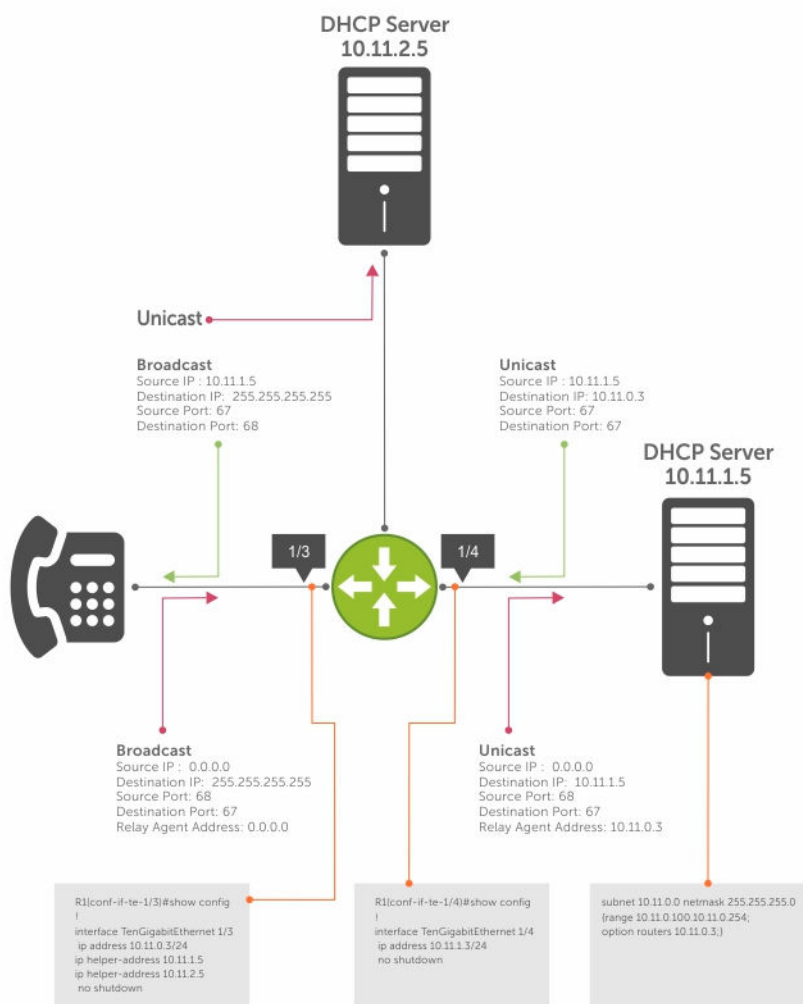 DHCP Server
10.11.2.5
Unicast
Broadcast
Source IP : 10.11.1.5
Destination IP: 255.255.255.255
Source Port: 67
Destination Port: 68
Unicast
Source IP : 10.11.1.5
Destination IP: 10.11.0.3
Source Port: 67
Destination Port: 67
DHCP Server
10.11.1.5
1/3
1/4
Broadcast
Source IP : 0.0.0.0
Destination IP: 255.255.255.255
Source Port: 68
Destination Port: 67
Relay Agent Address: 0.0.0.0
Unicast
Source IP : 0.0.0.0
Destination IP: 10.11.1.5
Source Port: 68
Destination Port: 67
Relay Agent Address: 10.11.0.3
R1(conf-if-te-1/3)#show config
!
interface TenGigabitEthernet 1/3
ip address 10.11.0.3/24
ip helper-address 10.11.1.5
ip helper-address 10.11.2.5
no shutdown
R1(conf-if-te-1/4)#show config
!
interface TenGigabitEthernet 1/4
ip address 10.11.1.3/24
no shutdown
subnet 10.11.0.0 netmask 255.255.255.0
{range 10.11.0.100.10.11.0.254;
option routers 10.11.0.3;}